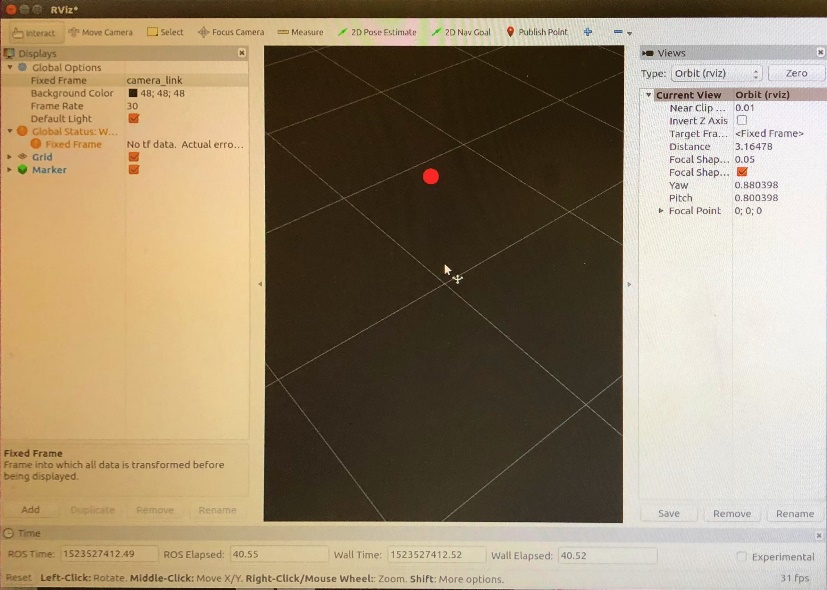 RViz*
Interact Move Camera Select Focus Camera Measure 2D Pose Estimate 2D Nav Goal Publish Point
Displays
Global Options
Fixed Frame camera_link
Background Color 48; 48; 48
Frame Rate 30
Default Light
Global Status: W...
Fixed Frame No tf data. Actual erro...
Grid
Marker
Fixed Frame
Frame into which all data is transformed before
being displayed.
Add Duplicate Remove Rename
Views
Type: Orbit (rviz) Zero
Current View Orbit (rviz)
Near Clip ... 0.01
Invert Z Axis
Target Fra... <Fixed Frame>
Distance 3.16478
Focal Shap... 0.05
Focal Shap...
Yaw 0.880398
Pitch 0.800398
Focal Point 0; 0; 0
Save Remove Rename
Time
ROS Time: 1523527412.49 ROS Elapsed: 40.55 Wall Time: 1523527412.52 Wall Elapsed: 40.52 Experimental
Reset Left-Click: Rotate. Middle-Click: Move X/Y. Right-Click/Mouse Wheel:: Zoom. Shift: More options. 31 fps